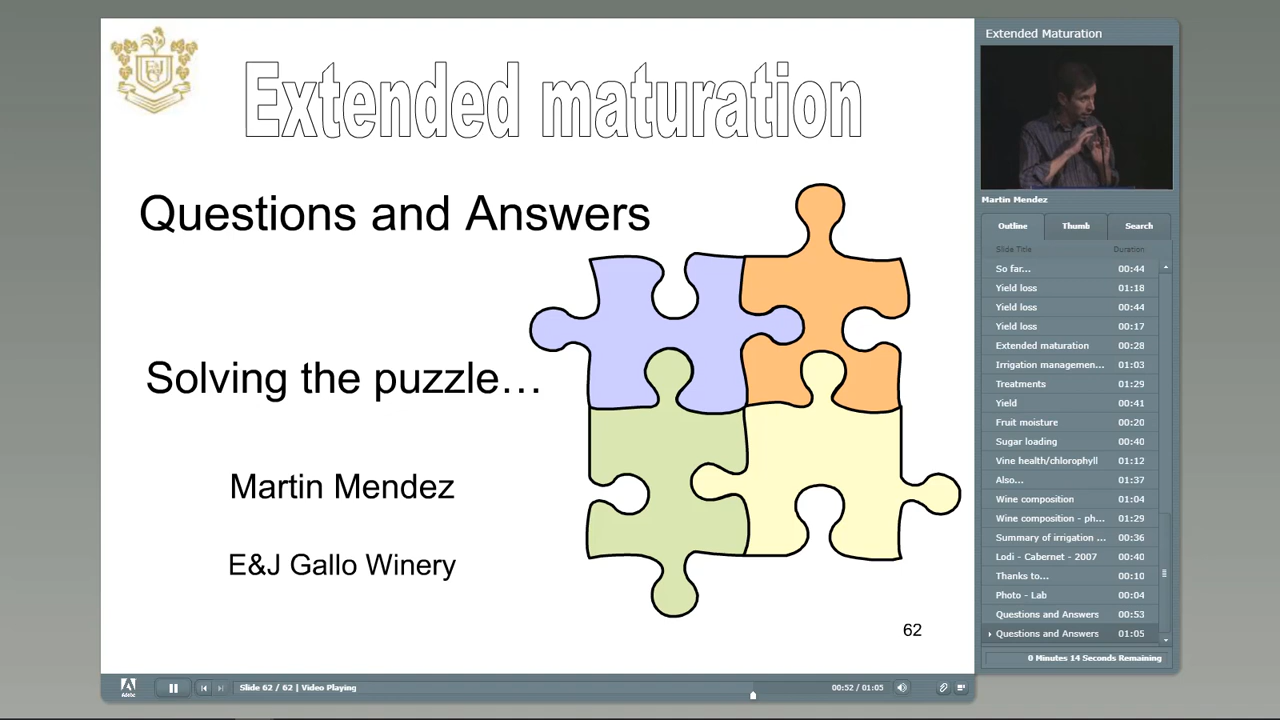 Extended maturation
Questions and Answers
Solving the puzzle…
Martin Mendez
E&J Gallo Winery
62
Extended Maturation
Martin Mendez
Outline Thumb Search
Slide Title Duration
So far... 00:44
Yield loss 01:18
Yield loss 00:44
Yield loss 00:17
Extended maturation 00:28
Irrigation managemen... 01:03
Treatments 01:29
Yield 00:41
Fruit moisture 00:20
Sugar loading 00:40
Vine health/chlorophyll 01:12
Also... 01:37
Wine composition 01:04
Wine composition - ph... 01:29
Summary of irrigation ... 00:36
Lodi - Cabernet - 2007 00:40
Thanks to... 00:10
Photo - Lab 00:04
Questions and Answers 00:53
Questions and Answers 01:05
0 Minutes 14 Seconds Remaining
Adobe
Slide 62 / 62 | Video Playing
00:52 / 01:05